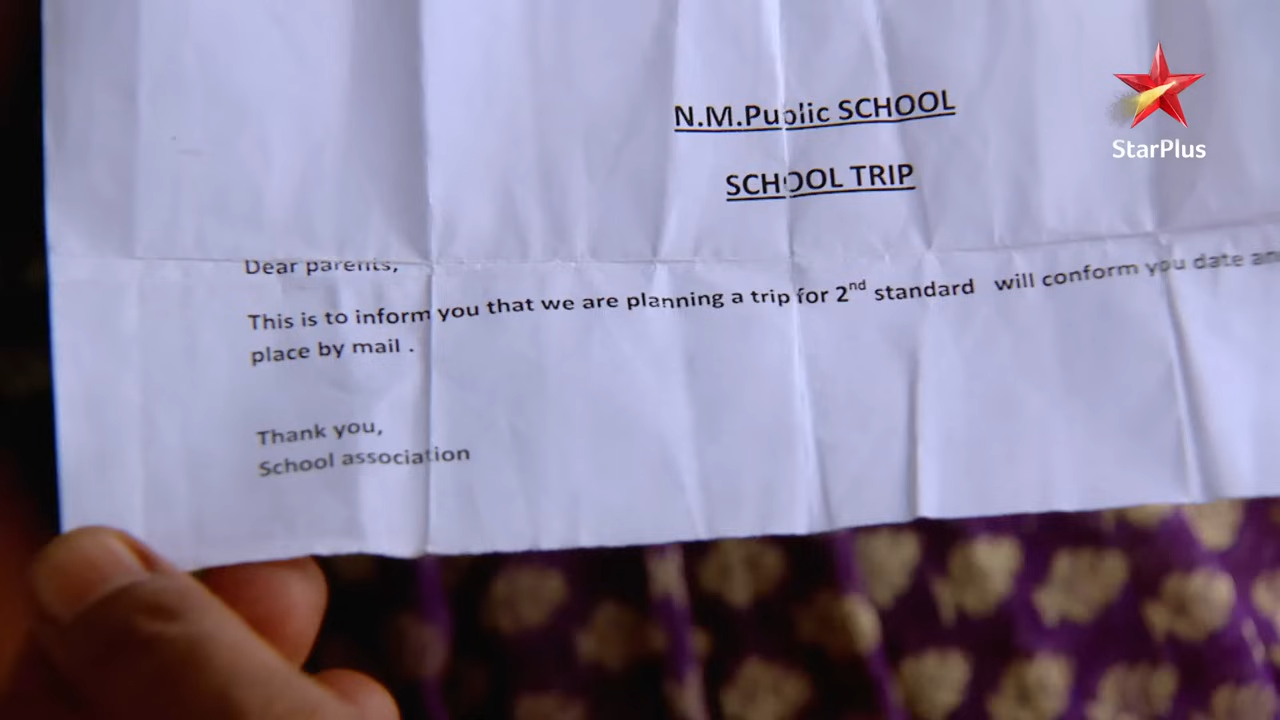 N.M.Public SCHOOL
SCHOOL TRIP
StarPlus
Dear parents,
This is to inform you that we are planning a trip for 2nd standard will conform you date an
place by mail .
Thank you,
School association